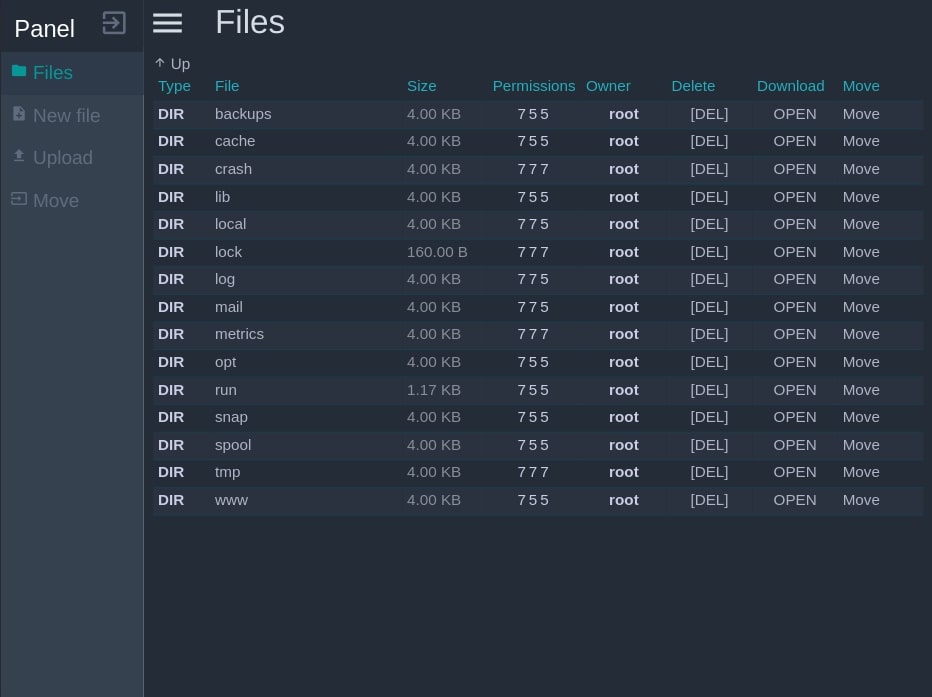 Panel
Files
Files
New file
Upload
Move
Up
Type File Size Permissions Owner Delete Download Move
DIR backups 4.00 KB 755 root [DEL] OPEN Move
DIR cache 4.00 KB 755 root [DEL] OPEN Move
DIR crash 4.00 KB 777 root [DEL] OPEN Move
DIR lib 4.00 KB 755 root [DEL] OPEN Move
DIR local 4.00 KB 775 root [DEL] OPEN Move
DIR lock 160.00 B 777 root [DEL] OPEN Move
DIR log 4.00 KB 775 root [DEL] OPEN Move
DIR mail 4.00 KB 775 root [DEL] OPEN Move
DIR metrics 4.00 KB 777 root [DEL] OPEN Move
DIR opt 4.00 KB 755 root [DEL] OPEN Move
DIR run 1.17 KB 755 root [DEL] OPEN Move
DIR snap 4.00 KB 755 root [DEL] OPEN Move
DIR spool 4.00 KB 755 root [DEL] OPEN Move
DIR tmp 4.00 KB 777 root [DEL] OPEN Move
DIR www 4.00 KB 755 root [DEL] OPEN Move